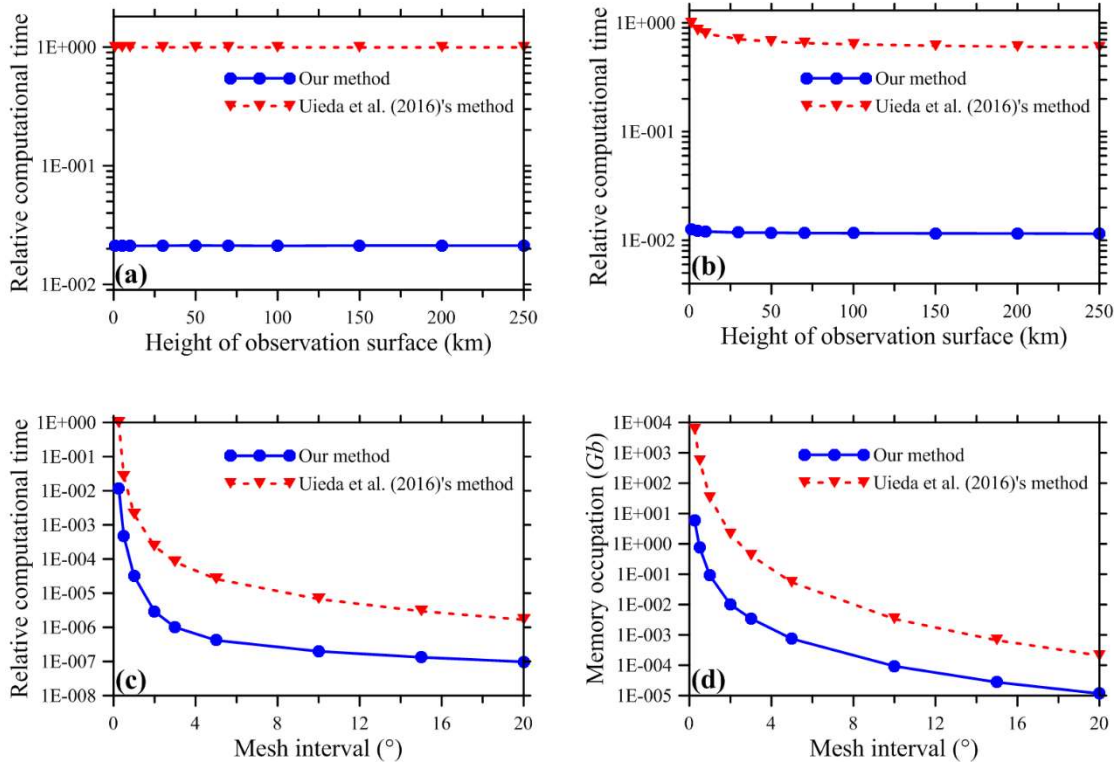 Relative computational time
1E+000
1E-001
1E-002
Our method
Uieda et al. (2016)'s method
(a)
0 50 100 150 200 250
Height of observation surface (km)
Relative computational time
1E+000
1E-001
1E-002
Our method
Uieda et al. (2016)'s method
(b)
0 50 100 150 200 250
Height of observation surface (km)
Relative computational time
1E+000
1E-001
1E-002
1E-003
1E-004
1E-005
1E-006
1E-007
1E-008
Our method
Uieda et al. (2016)'s method
(c)
0 4 8 12 16 20
Mesh interval (°)
Memory occupation (Gb)
1E+004
1E+003
1E+002
1E+001
1E+000
1E-001
1E-002
1E-003
1E-004
1E-005
Our method
Uieda et al. (2016)'s method
(d)
0 4 8 12 16 20
Mesh interval (°)